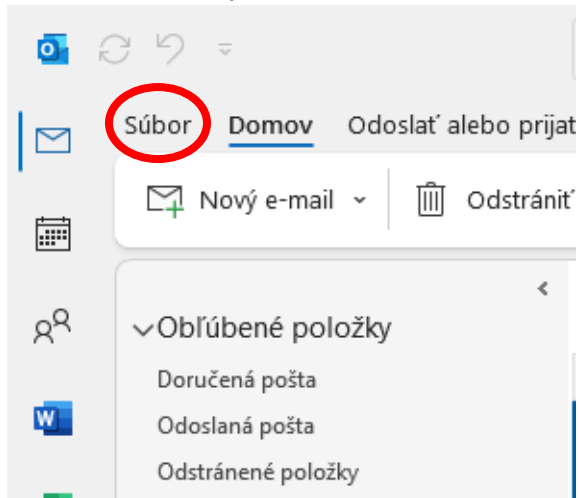 Súbor Domov Odoslať alebo prijat
Nový e-mail Odstrániť
Obľúbené položky
Doručená pošta
Odoslaná pošta
Odstránené položky